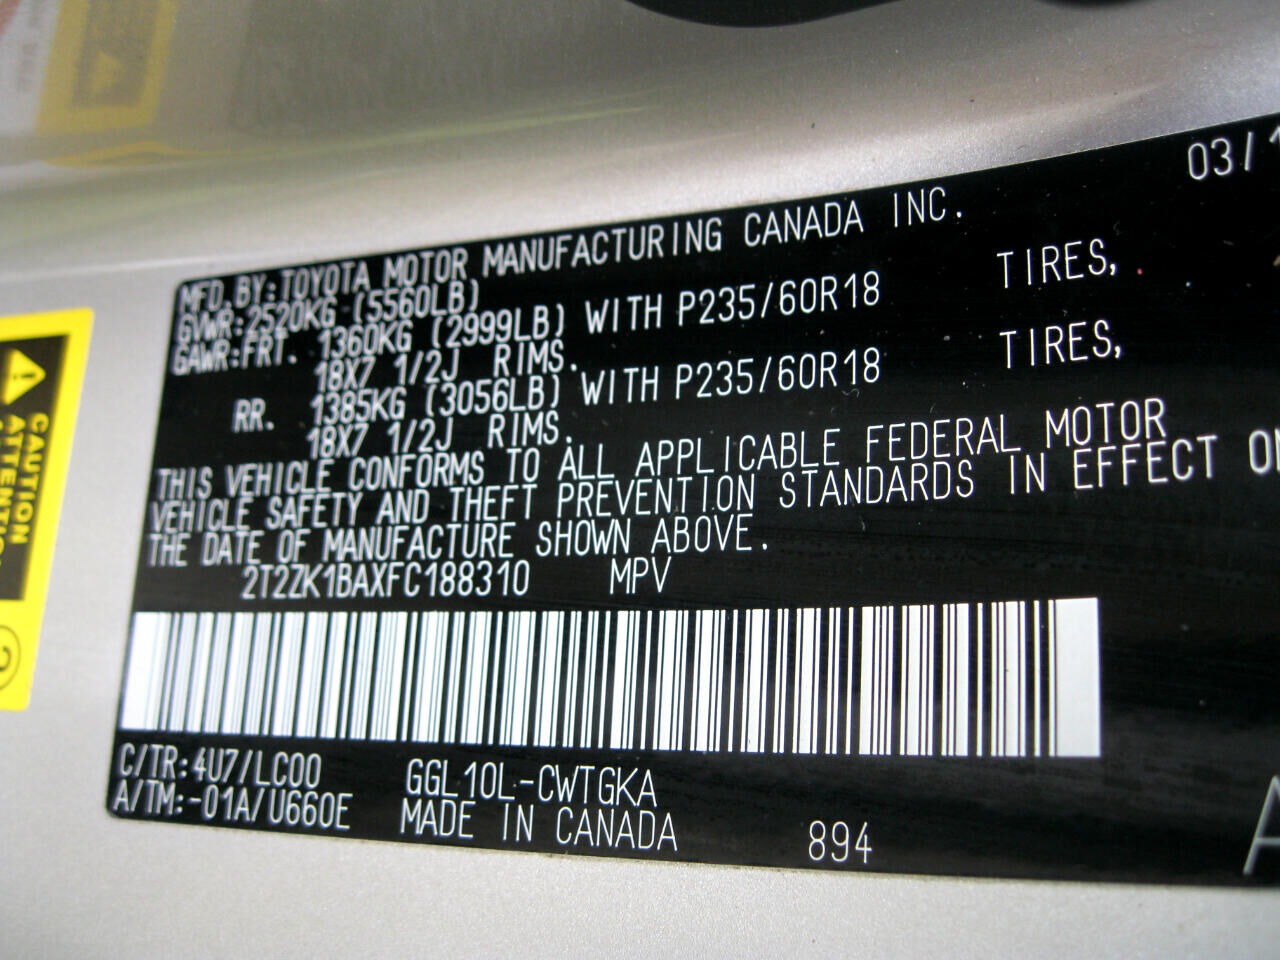 03/1
MFD.BY:TOYOTA MOTOR MANUFACTURING CANADA INC.
GVWR:2520KG (5560LB)
GAWR:FRT. 1360KG (2999LB) WITH P235/60R18 TIRES,
18X7 1/2J RIMS.
RR. 1385KG (3056LB) WITH P235/60R18 TIRES,
18X7 1/2J RIMS.
THIS VEHICLE CONFORMS TO ALL APPLICABLE FEDERAL MOTOR
VEHICLE SAFETY AND THEFT PREVENTION STANDARDS IN EFFECT ON
THE DATE OF MANUFACTURE SHOWN ABOVE.
2T2ZK1BAXFC188310 MPV
C/TR:4U7/LC00 GGL10L-CWTGKA
A/TM:-01A/U660E MADE IN CANADA 894
A
CAUTION
ATTENTION